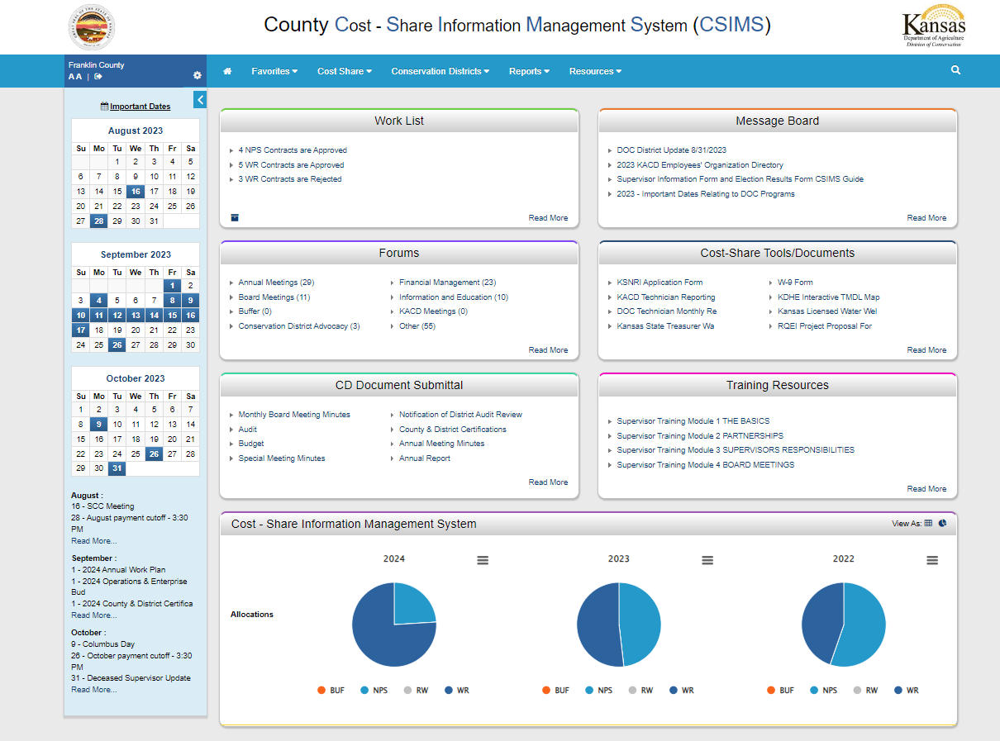 County Cost - Share Information Management System (CSIMS)
Kansas
Department of Agriculture
Division of Conservation
Franklin County
A A |
Favorites
Cost Share
Conservation Districts
Reports
Resources
Important Dates
August 2023
Su Mo Tu We Th Fr Sa
1 2 3 4 5
6 7 8 9 10 11 12
13 14 15 16 17 18 19
20 21 22 23 24 25 26
27 28 29 30 31
September 2023
Su Mo Tu We Th Fr Sa
1 2
3 4 5 6 7 8 9
10 11 12 13 14 15 16
17 18 19 20 21 22 23
24 25 26 27 28 29 30
October 2023
Su Mo Tu We Th Fr Sa
1 2 3 4 5 6 7
8 9 10 11 12 13 14
15 16 17 18 19 20 21
22 23 24 25 26 27 28
29 30 31
August :
16 - SCC Meeting
28 - August payment cutoff - 3:30
PM
Read More...
September :
1 - 2024 Annual Work Plan
1 - 2024 Operations & Enterprise
Bud
1 - 2024 County & District Certifica
Read More...
October :
9 - Columbus Day
26 - October payment cutoff - 3:30
PM
31 - Deceased Supervisor Update
Read More...
Work List
4 NPS Contracts are Approved
5 WR Contracts are Approved
3 WR Contracts are Rejected
Read More
Message Board
DOC District Update 8/31/2023
2023 KACD Employees' Organization Directory
Supervisor Information Form and Election Results Form CSIMS Guide
2023 - Important Dates Relating to DOC Programs
Read More
Forums
Annual Meetings (29)
Board Meetings (11)
Buffer (0)
Conservation District Advocacy (3)
Financial Management (23)
Information and Education (10)
KACD Meetings (0)
Other (55)
Read More
Cost-Share Tools/Documents
KSNRI Application Form
KACD Technician Reporting
DOC Technician Monthly Re
Kansas State Treasurer Wa
W-9 Form
KDHE Interactive TMDL Map
Kansas Licensed Water Wel
RQEI Project Proposal For
Read More
CD Document Submittal
Monthly Board Meeting Minutes
Audit
Budget
Special Meeting Minutes
Notification of District Audit Review
County & District Certifications
Annual Meeting Minutes
Annual Report
Read More
Training Resources
Supervisor Training Module 1 THE BASICS
Supervisor Training Module 2 PARTNERSHIPS
Supervisor Training Module 3 SUPERVISORS RESPONSIBILITIES
Supervisor Training Module 4 BOARD MEETINGS
Read More
Cost - Share Information Management System
View As:
Allocations
2024
BUF NPS RW WR
2023
BUF NPS RW WR
2022
BUF NPS RW WR